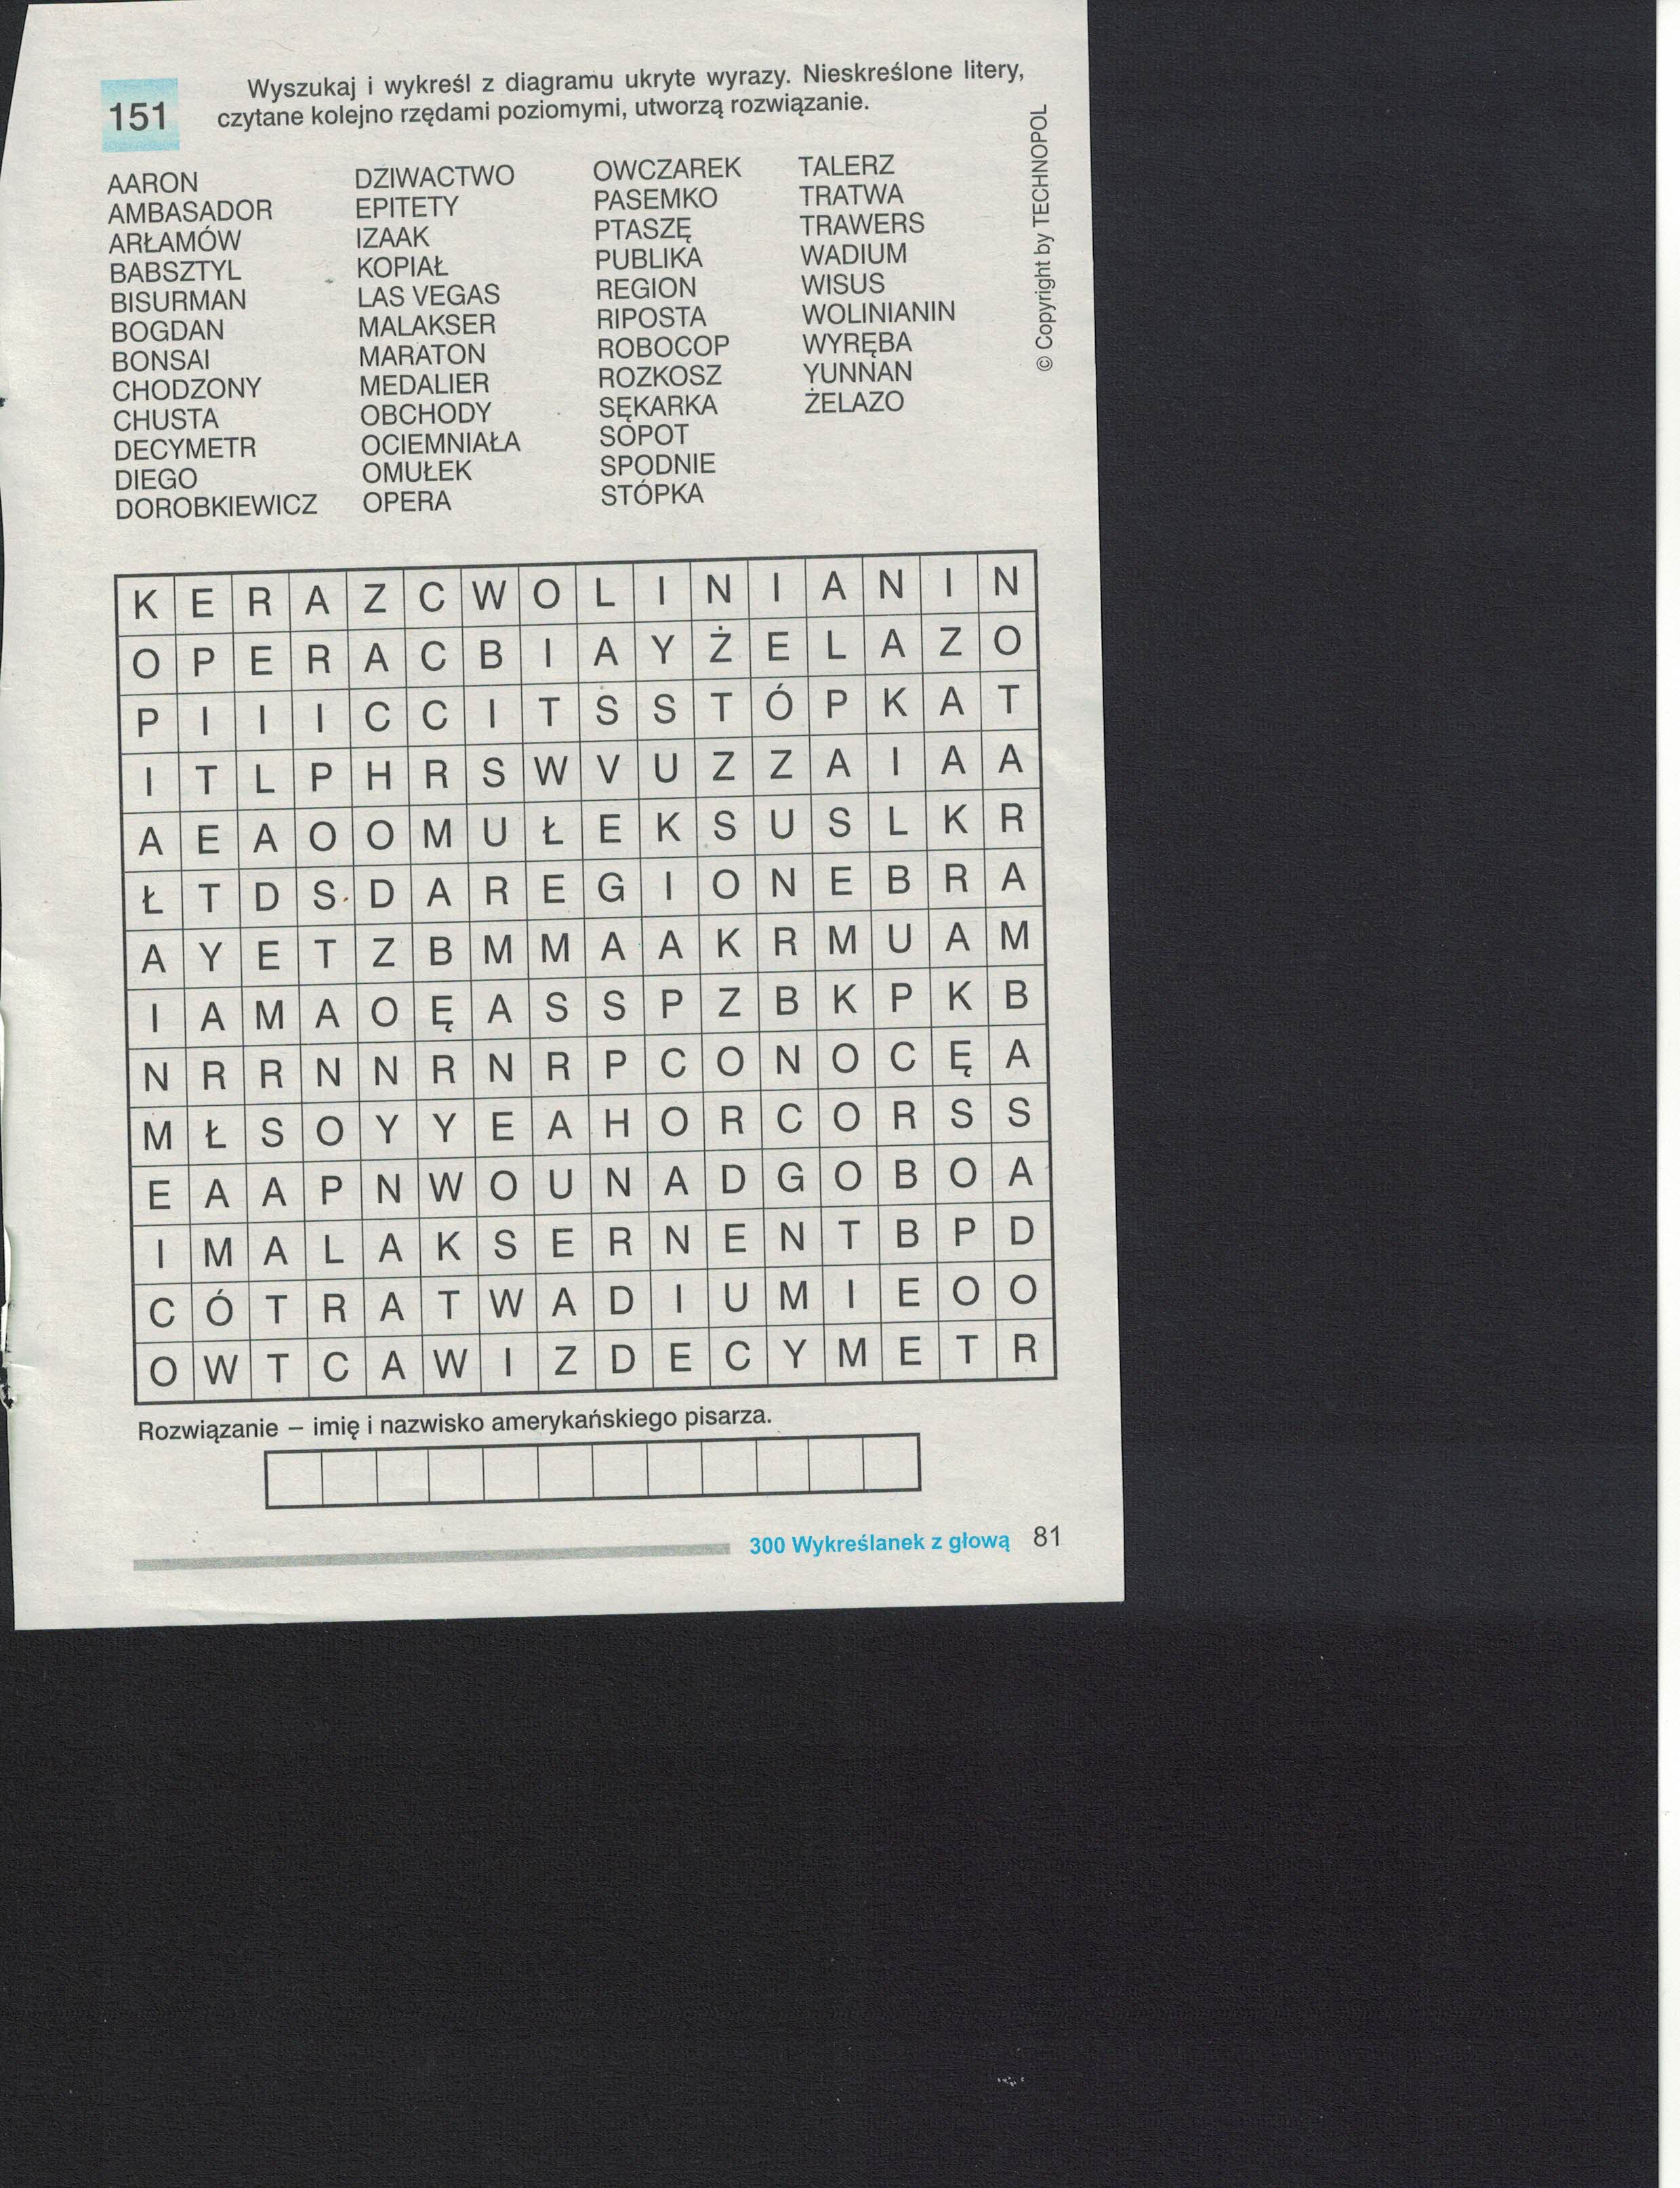 151
Wyszukaj i wykreśl z diagramu ukryte wyrazy. Nieskreślone litery,
czytane kolejno rzędami poziomymi, utworzą rozwiązanie.
AARON
AMBASADOR
ARŁAMÓW
BABSZTYL
BISURMAN
BOGDAN
BONSAI
CHODZONY
CHUSTA
DECYMETR
DIEGO
DOROBKIEWICZ
DZIWACTWO
EPITETY
IZAAK
KOPIAŁ
LAS VEGAS
MALAKSER
MARATON
MEDALIER
OBCHODY
OCIEMNIAŁA
OMUŁEK
OPERA
OWCZAREK
PASEMKO
PTASZĘ
PUBLIKA
REGION
RIPOSTA
ROBOCOP
ROZKOSZ
SĘKARKA
SOPOT
SPODNIE
STÓPKA
TALERZ
TRATWA
TRAWERS
WADIUM
WISUS
WOLINIANIN
WYRĘBA
YUNNAN
ŻELAZO
© Copyright by TECHNOPOL
K E R A Z C W O L I N I A N I N
O P E R A C B I A Y Ż E L A Z O
P I I I C C I T S S T Ó P K A T
I T L P H R S W V U Z Z A I A A
A E A O O M U Ł E K S U S L K R
Ł T D S D A R E G I O N E B R A
A Y E T Z B M M A A K R M U A M
I A M A O Ę A S S P Z B K P K B
N R R N N R N R P C O N O C Ę A
M Ł S O Y Y E A H O R C O R S S
E A A P N W O U N A D G O B O A
I M A L A K S E R N E N T B P D
C Ó T R A T W A D I U M I E O O
O W T C A W I Z D E C Y M E T R
Rozwiązanie – imię i nazwisko amerykańskiego pisarza.
300 Wykreślanek z głową 81